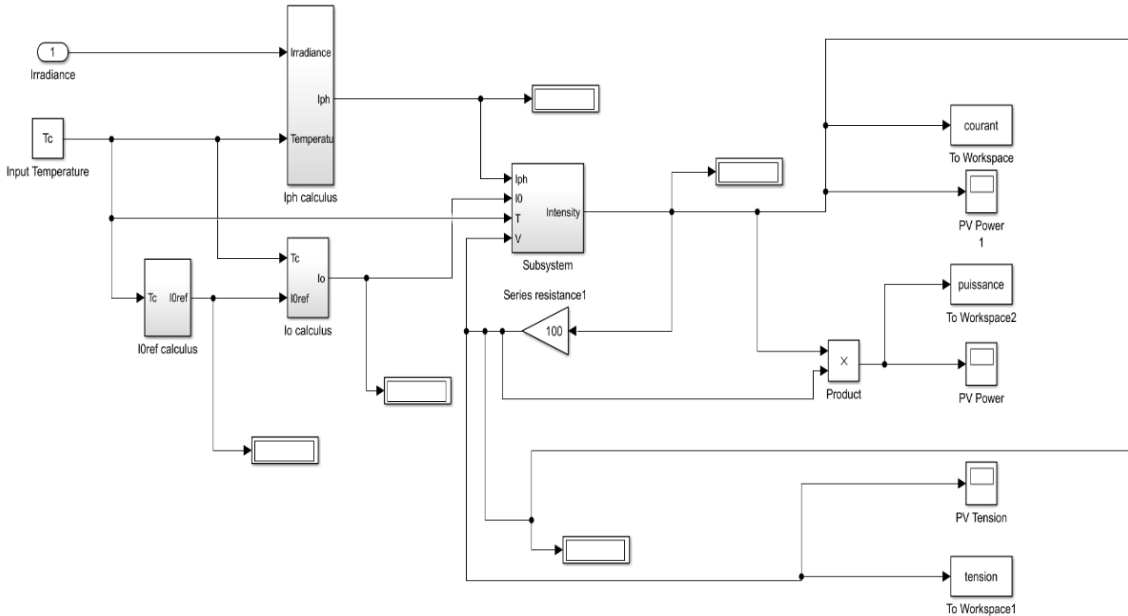 1
Irradiance
Tc
Input Temperature
Irradiance
Iph
Temperatu
Iph calculus
Iph
I0
T
V
Intensity
Subsystem
courant
To Workspace
PV Power
1
Tc
I0ref
I0ref calculus
Tc
Io
I0ref
Io calculus
Series resistance1
100
puissance
To Workspace2
X
Product
PV Power
PV Tension
tension
To Workspace1